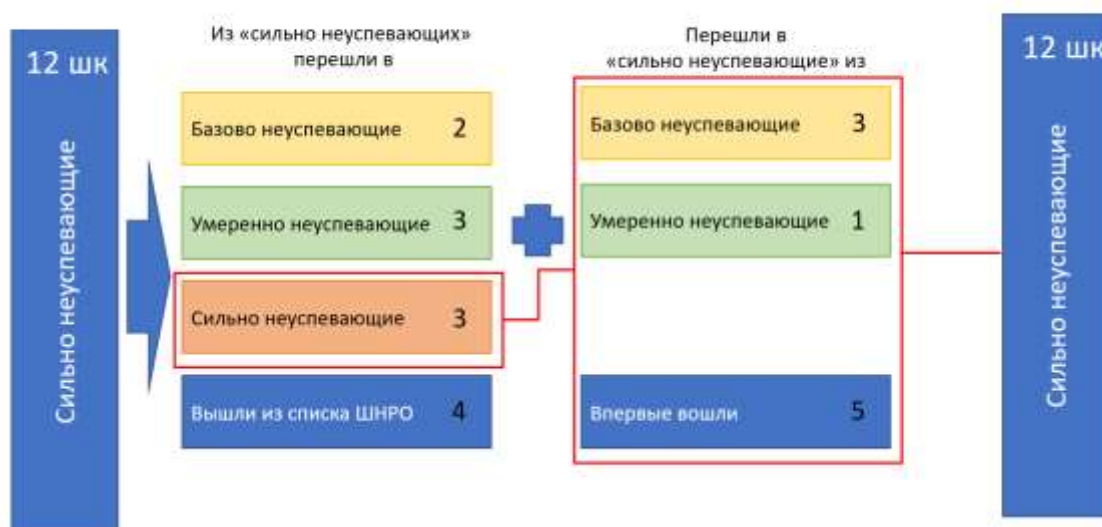 12 шк
Сильно неуспевающие
Из «сильно неуспевающих»
перешли в
Базово неуспевающие 2
Умеренно неуспевающие 3
Сильно неуспевающие 3
Вышли из списка ШНРО 4
Перешли в
«сильно неуспевающие» из
Базово неуспевающие 3
Умеренно неуспевающие 1
Впервые вошли 5
12 шк
Сильно неуспевающие